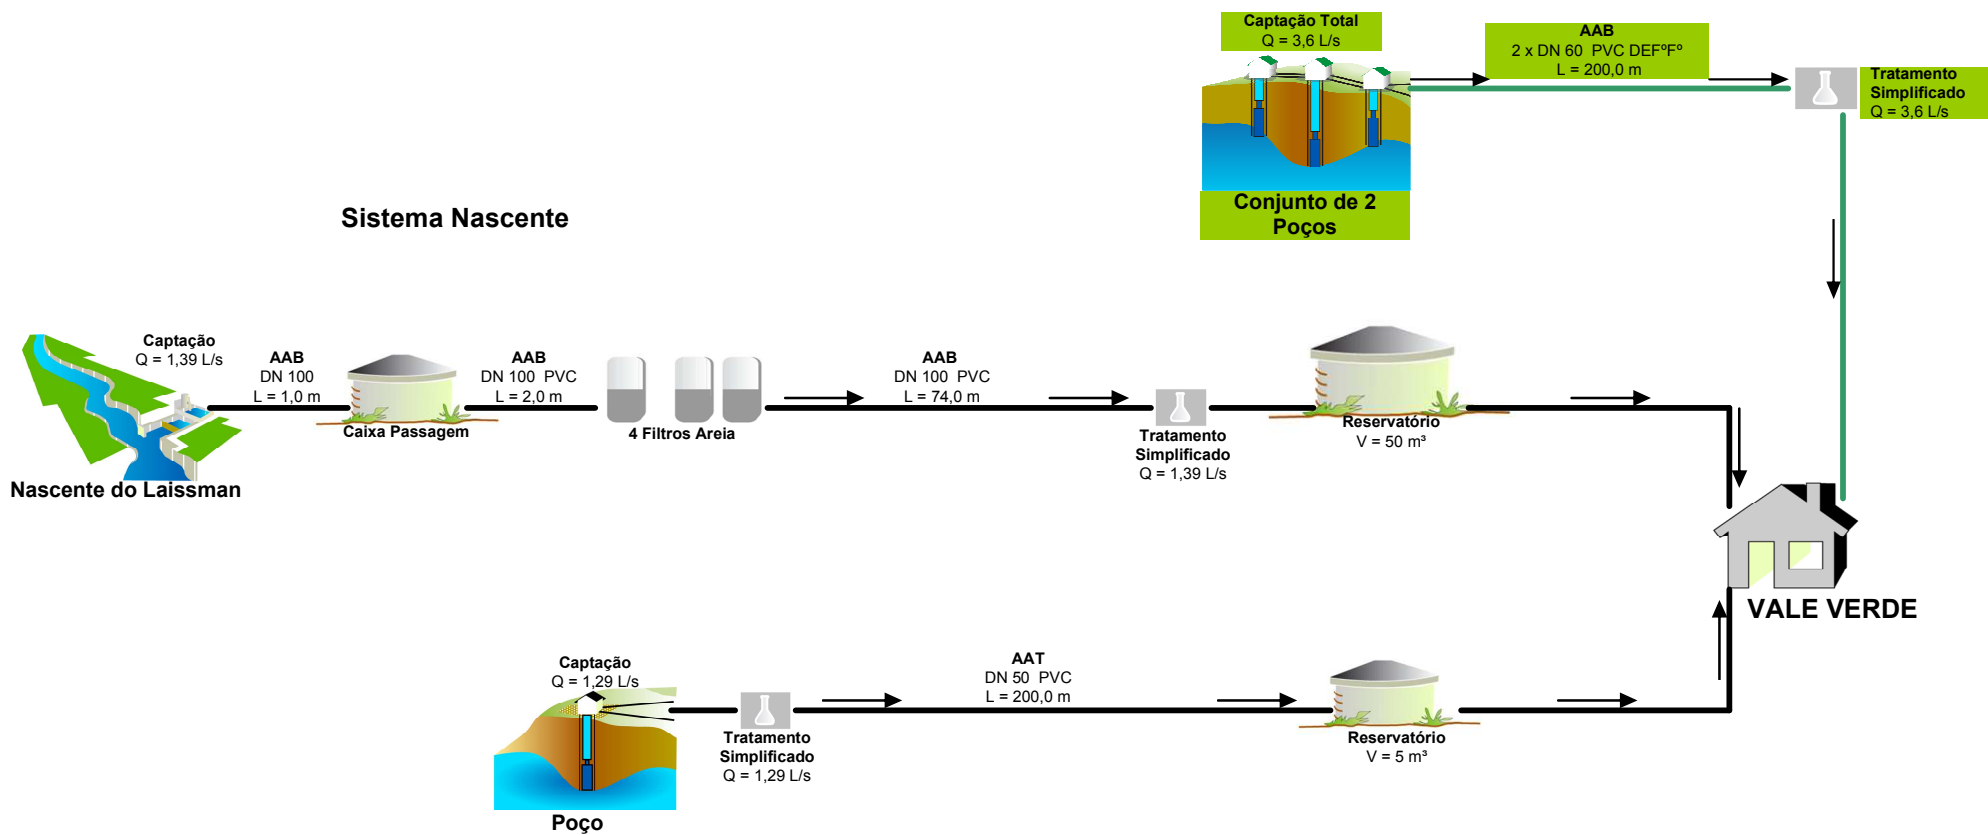 Captação Total
Q = 3,6 L/s
AAB
2 x DN 60 PVC DEFºFº
L = 200,0 m
Tratamento
Simplificado
Q = 3,6 L/s
Conjunto de 2
Poços
Sistema Nascente
Captação
Q = 1,39 L/s
AAB
DN 100
L = 1,0 m
Caixa Passagem
AAB
DN 100 PVC
L = 2,0 m
4 Filtros Areia
AAB
DN 100 PVC
L = 74,0 m
Tratamento
Simplificado
Q = 1,39 L/s
Reservatório
V = 50 m³
Nascente do Laissman
VALE VERDE
Captação
Q = 1,29 L/s
Poço
Tratamento
Simplificado
Q = 1,29 L/s
AAT
DN 50 PVC
L = 200,0 m
Reservatório
V = 5 m³